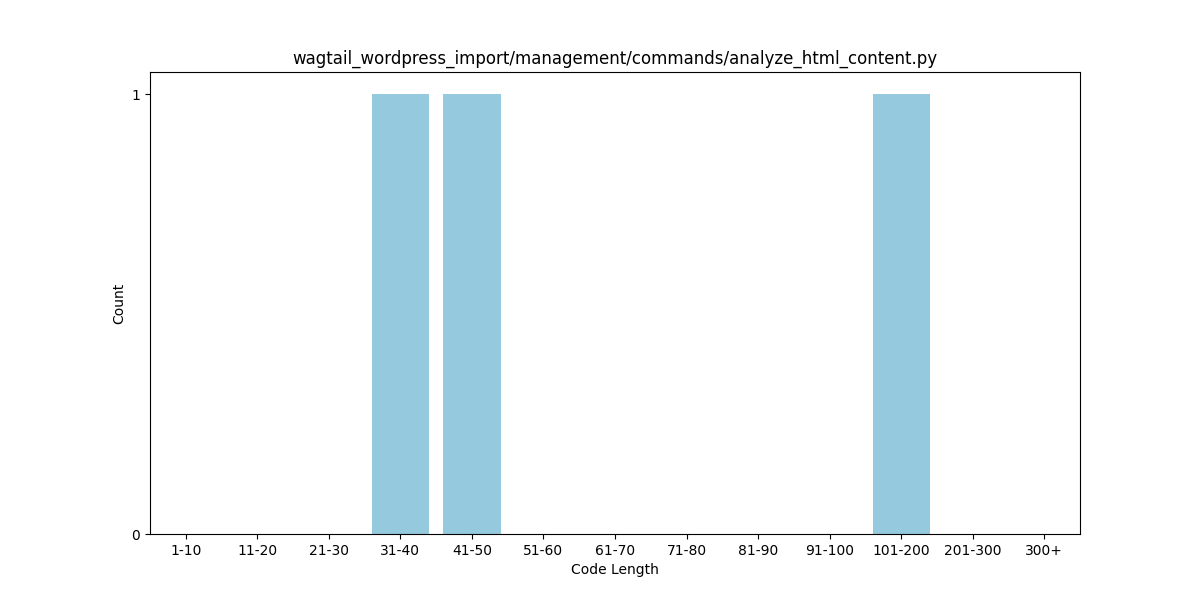 wagtail_wordpress_import/management/commands/analyze_html_content.py
1
Count
0
1-10 11-20 21-30 31-40 41-50 51-60 61-70 71-80 81-90 91-100 101-200 201-300 300+
Code Length